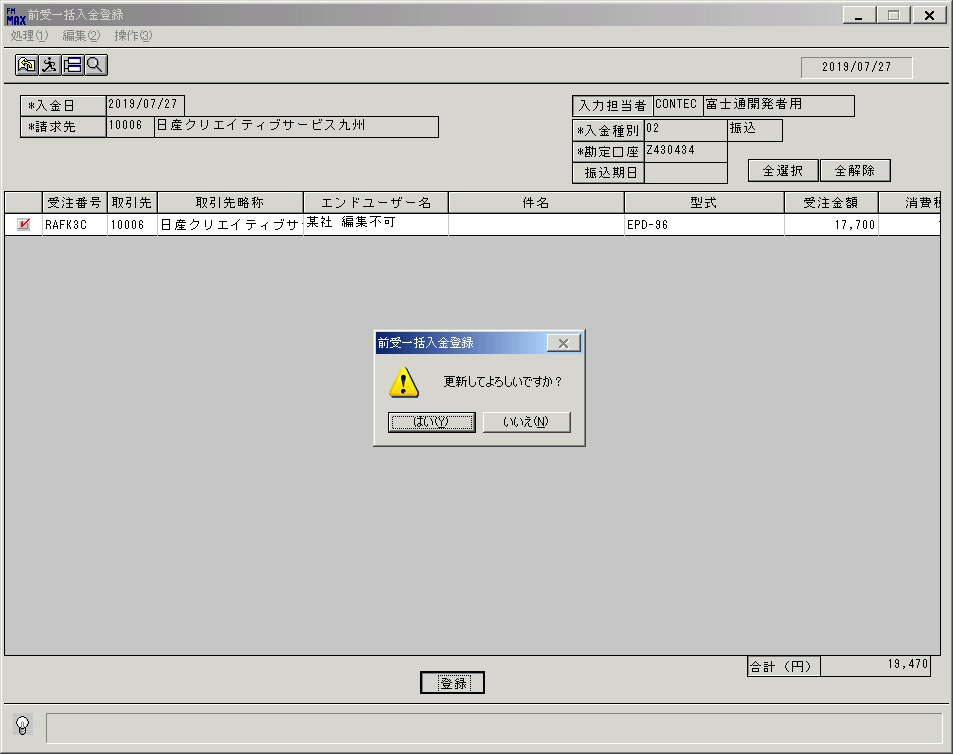 FM MAX 前受一括入金登録
処理(1) 編集(2) 操作(3)
2019/07/27
*入金日 2019/07/27
*請求先 10006 日産クリエイティブサービス九州
入力担当者 CONTEC 富士通開発者用
*入金種別 02 振込
*勘定口座 Z430434
振込期日
全選択 全解除
受注番号 取引先 取引先略称 エンドユーザー名 件名 型式 受注金額 消費税
RAFK3C 10006 日産クリエイティブサ 某社 編集不可 EPD-96 17,700
前受一括入金登録
更新してよろしいですか?
はい(Y) いいえ(N)
合計(円) 19,470
登録